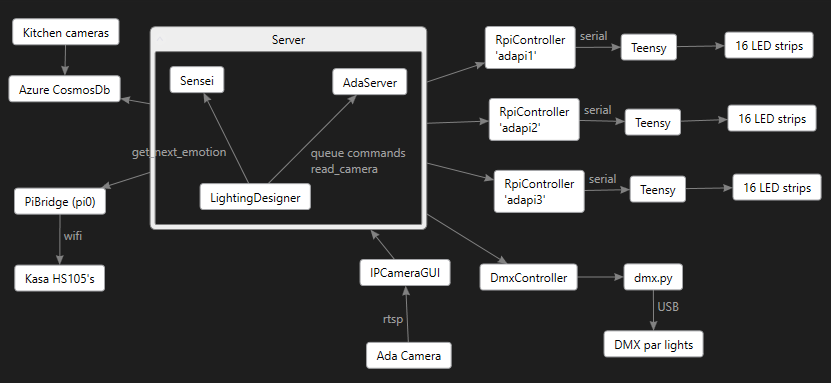 Kitchen cameras
Azure CosmosDb
Server
Sensei
AdaServer
get_next_emotion
queue commands
read_camera
LightingDesigner
PiBridge (pi0)
wifi
Kasa HS105's
RpiController
'adapi1'
serial
Teensy
16 LED strips
RpiController
'adapi2'
serial
Teensy
16 LED strips
RpiController
'adapi3'
serial
Teensy
16 LED strips
IPCameraGUI
rtsp
Ada Camera
DmxController
dmx.py
USB
DMX par lights